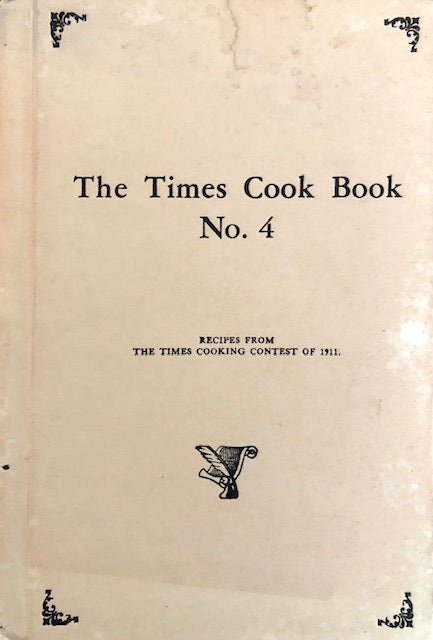 The Times Cook Book
No. 4
RECIPES FROM
THE TIMES COOKING CONTEST OF 1911.